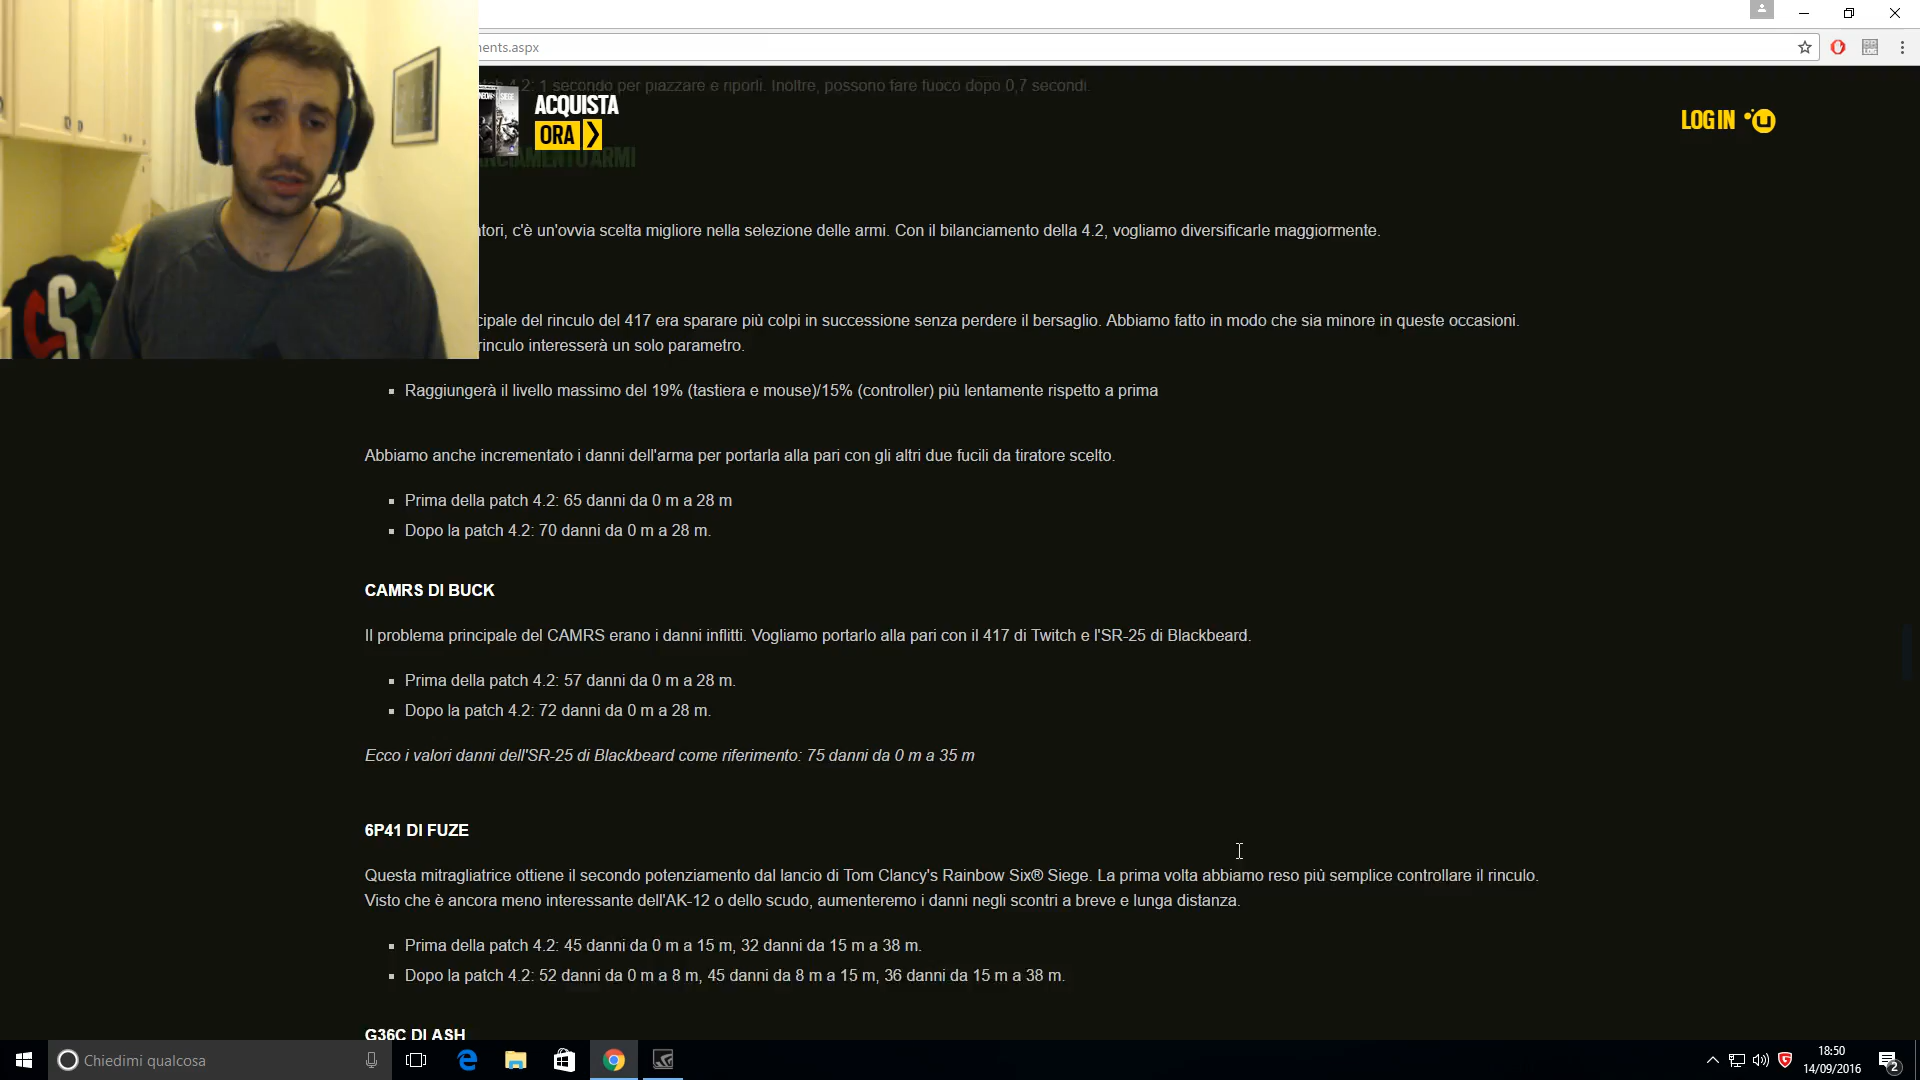 ents.aspx
tch 4.2: 1 secondo per piazzare e riporli. Inoltre, possono fare fuoco dopo 0,7 secondi.
SIEGE
ACQUISTA
ORA
LOG IN
NCIAMENTO ARMI
tori, c'è un'ovvia scelta migliore nella selezione delle armi. Con il bilanciamento della 4.2, vogliamo diversificarle maggiormente.
cipale del rinculo del 417 era sparare più colpi in successione senza perdere il bersaglio. Abbiamo fatto in modo che sia minore in queste occasioni.
rinculo interesserà un solo parametro.
Raggiungerà il livello massimo del 19% (tastiera e mouse)/15% (controller) più lentamente rispetto a prima
Abbiamo anche incrementato i danni dell'arma per portarla alla pari con gli altri due fucili da tiratore scelto.
Prima della patch 4.2: 65 danni da 0 m a 28 m
Dopo la patch 4.2: 70 danni da 0 m a 28 m.
CAMRS DI BUCK
Il problema principale del CAMRS erano i danni inflitti. Vogliamo portarlo alla pari con il 417 di Twitch e l'SR-25 di Blackbeard.
Prima della patch 4.2: 57 danni da 0 m a 28 m.
Dopo la patch 4.2: 72 danni da 0 m a 28 m.
Ecco i valori danni dell'SR-25 di Blackbeard come riferimento: 75 danni da 0 m a 35 m
6P41 DI FUZE
Questa mitragliatrice ottiene il secondo potenziamento dal lancio di Tom Clancy's Rainbow Six® Siege. La prima volta abbiamo reso più semplice controllare il rinculo.
Visto che è ancora meno interessante dell'AK-12 o dello scudo, aumenteremo i danni negli scontri a breve e lunga distanza.
Prima della patch 4.2: 45 danni da 0 m a 15 m, 32 danni da 15 m a 38 m.
Dopo la patch 4.2: 52 danni da 0 m a 8 m, 45 danni da 8 m a 15 m, 36 danni da 15 m a 38 m.
G36C DI ASH
Chiedimi qualcosa
18:50
14/09/2016
2